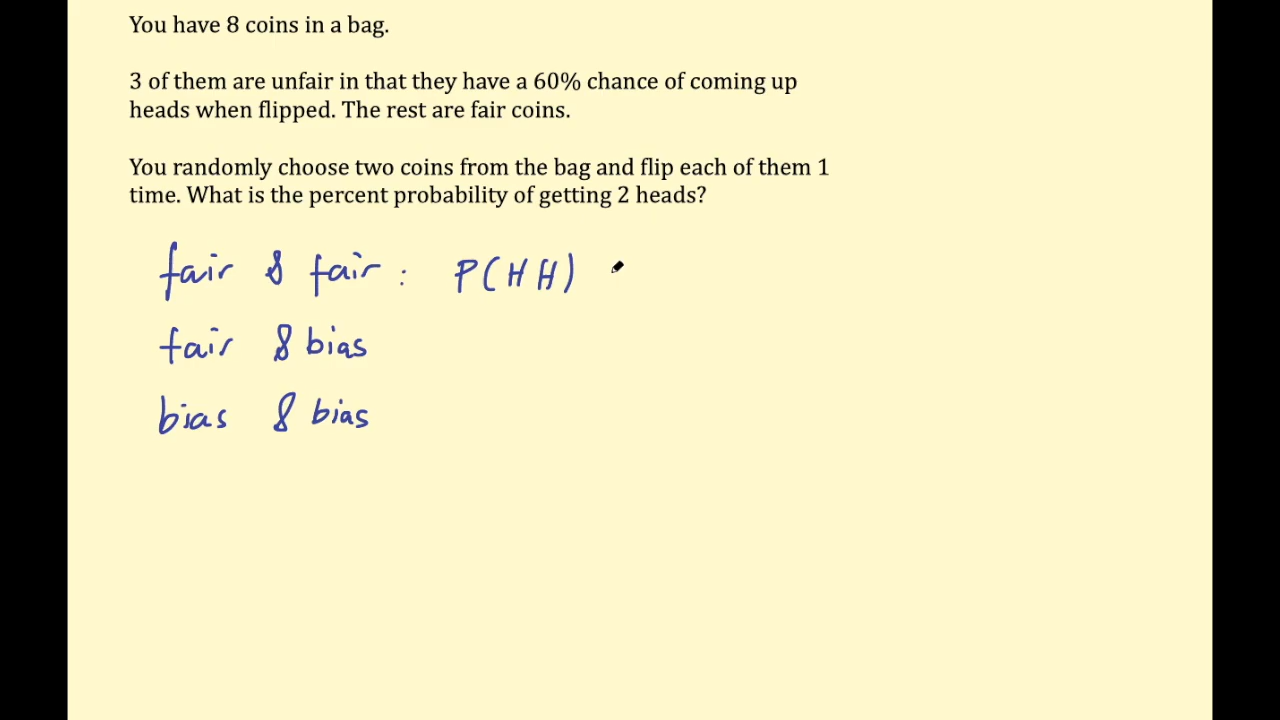 You have 8 coins in a bag.
3 of them are unfair in that they have a 60% chance of coming up
heads when flipped. The rest are fair coins.
You randomly choose two coins from the bag and flip each of them 1
time. What is the percent probability of getting 2 heads?
fair & fair : P(HH)
fair & bias
bias & bias